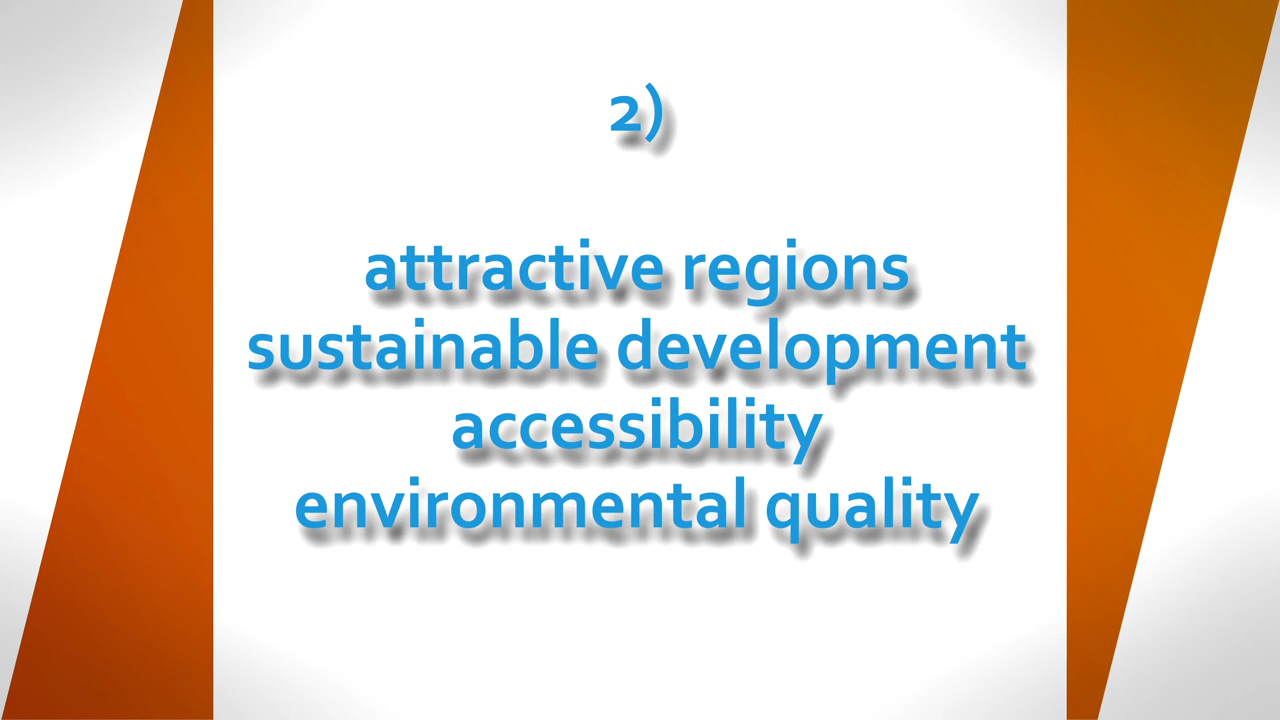 2)
attractive regions
sustainable development
accessibility
environmental quality